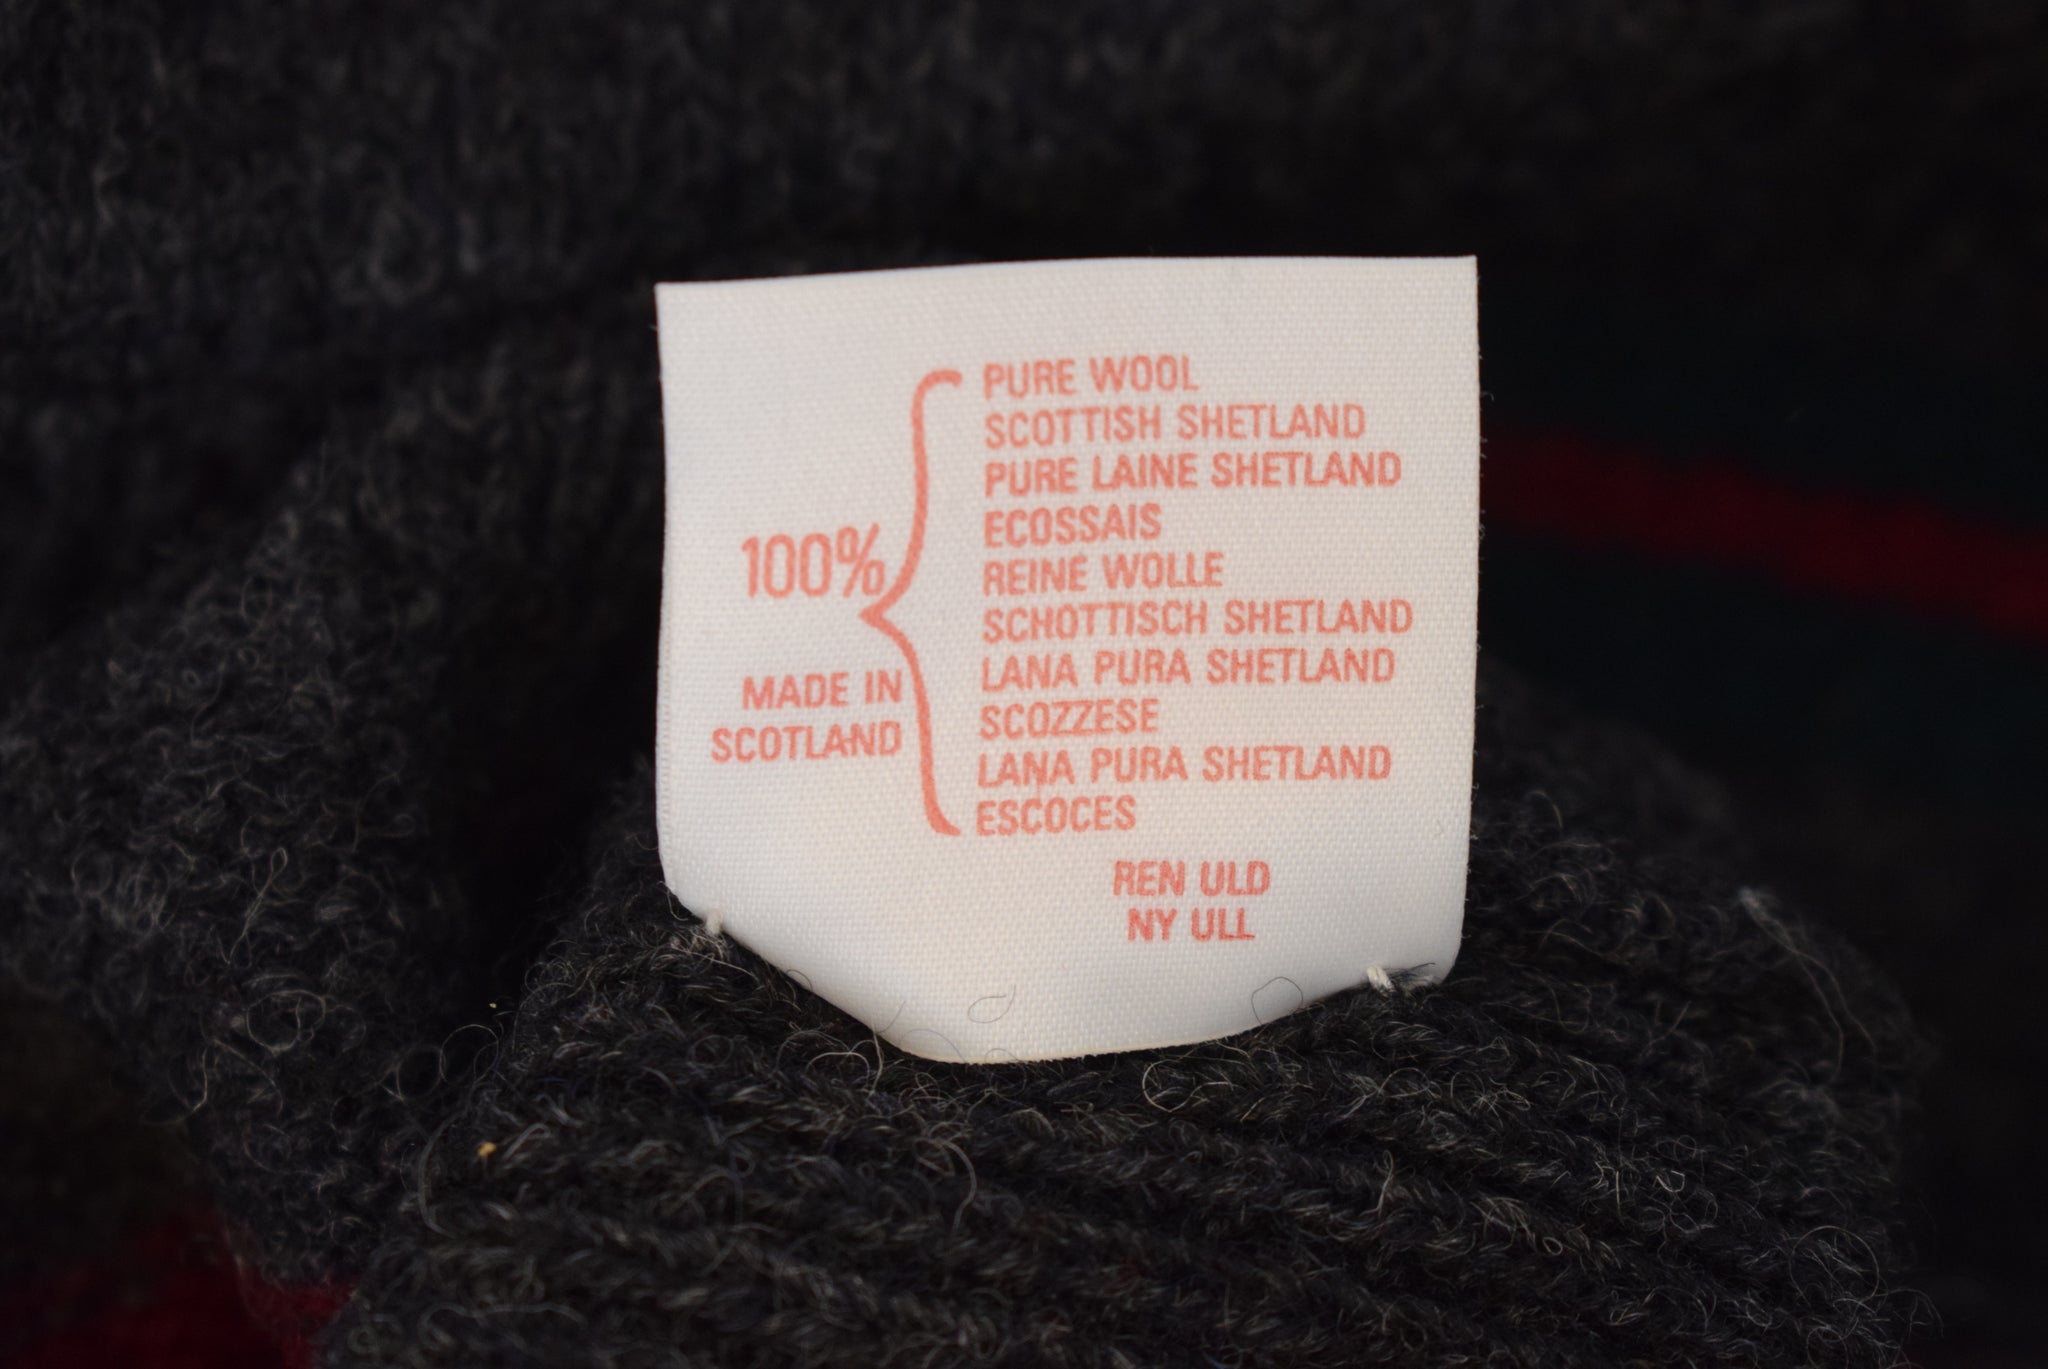 100%
MADE IN
SCOTLAND
PURE WOOL
SCOTTISH SHETLAND
PURE LAINE SHETLAND
ECOSSAIS
REINE WOLLE
SCHOTTISCH SHETLAND
LANA PURA SHETLAND
SCOZZESE
LANA PURA SHETLAND
ESCOCES
REN ULD
NY ULL